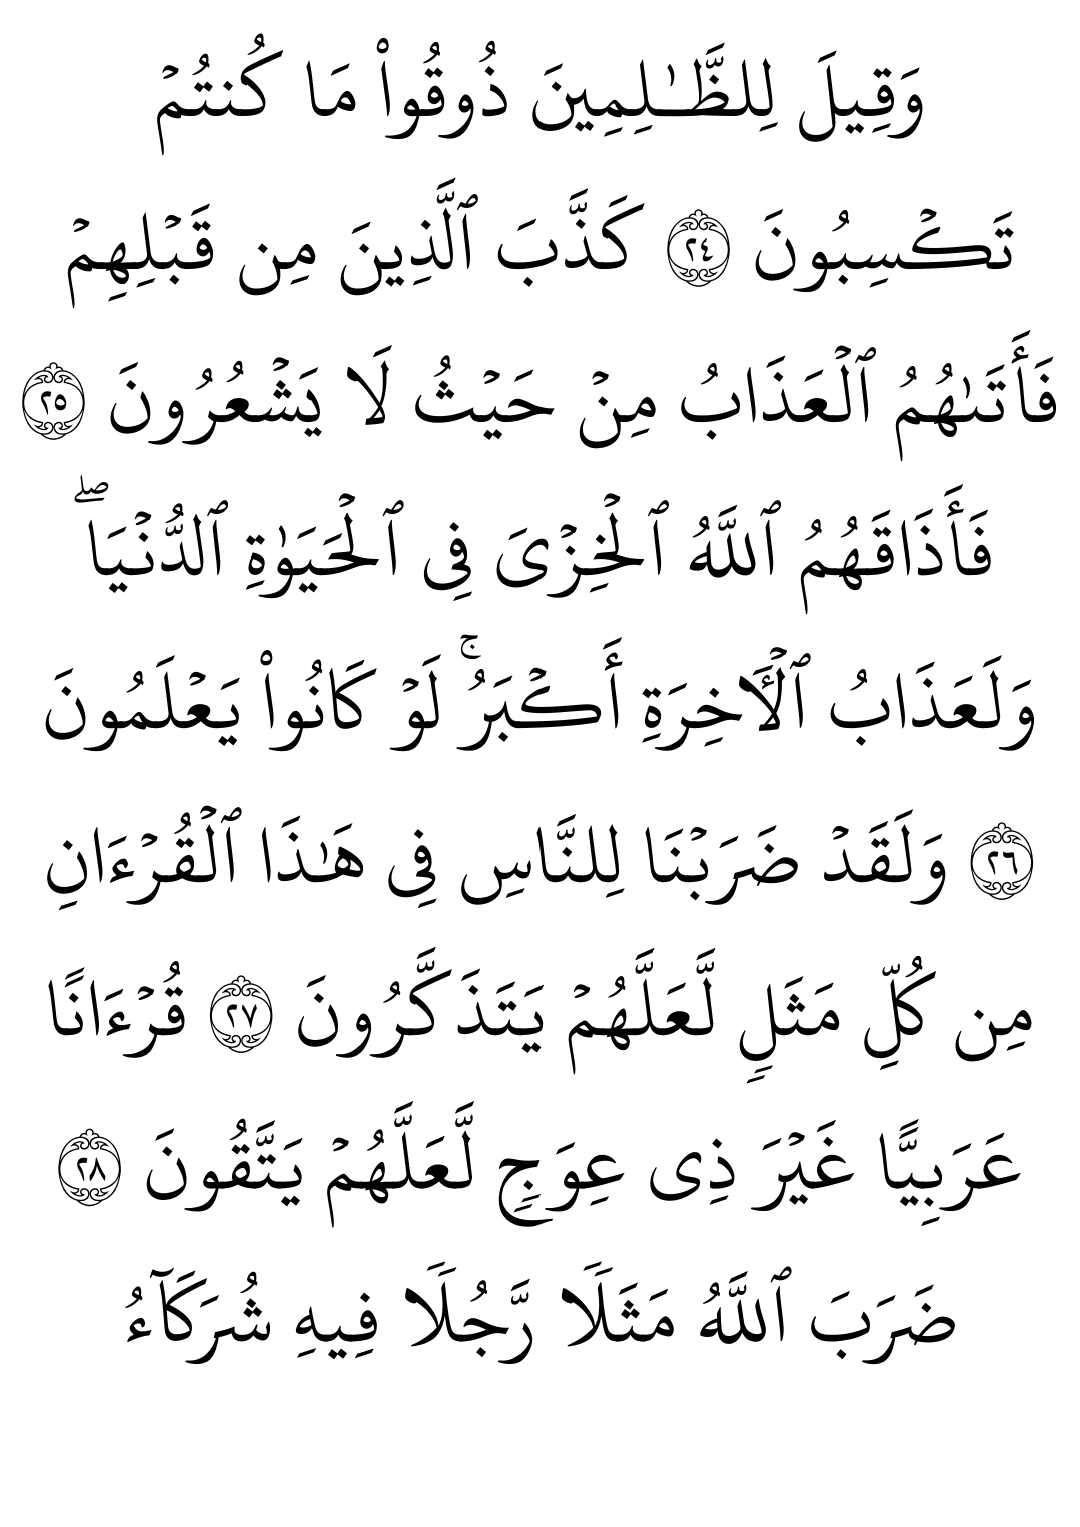 وَقِيلَ لِلظَّـٰلِمِينَ ذُوقُوا۟ مَا كُنتُمْ
تَكْسِبُونَ ٢٤ كَذَّبَ ٱلَّذِينَ مِن قَبْلِهِمْ
فَأَتَىٰهُمُ ٱلْعَذَابُ مِنْ حَيْثُ لَا يَشْعُرُونَ ٢٥
فَأَذَاقَهُمُ ٱللَّهُ ٱلْخِزْىَ فِى ٱلْحَيَوٰةِ ٱلدُّنْيَا ۖ
وَلَعَذَابُ ٱلْـَٔاخِرَةِ أَكْبَرُ ۚ لَوْ كَانُوا۟ يَعْلَمُونَ
٢٦ وَلَقَدْ ضَرَبْنَا لِلنَّاسِ فِى هَـٰذَا ٱلْقُرْءَانِ
مِن كُلِّ مَثَلٍ لَّعَلَّهُمْ يَتَذَكَّرُونَ ٢٧ قُرْءَانًا
عَرَبِيًّا غَيْرَ ذِى عِوَجٍ لَّعَلَّهُمْ يَتَّقُونَ ٢٨
ضَرَبَ ٱللَّهُ مَثَلًا رَّجُلًا فِيهِ شُرَكَآءُ